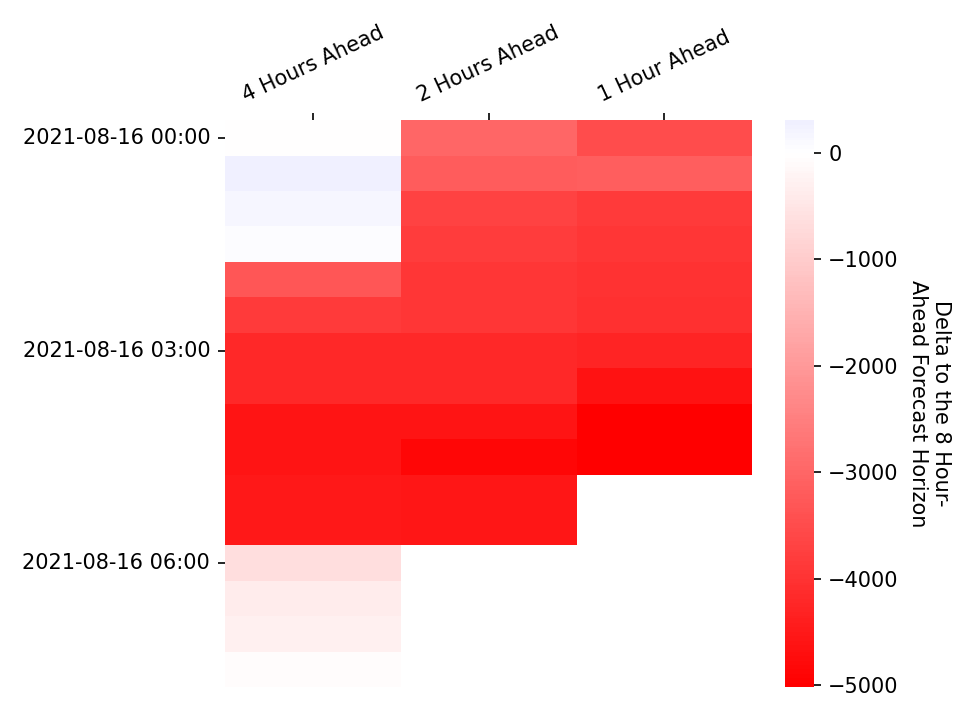 4 Hours Ahead
2 Hours Ahead
1 Hour Ahead
2021-08-16 00:00
2021-08-16 03:00
2021-08-16 06:00
0
−1000
−2000
−3000
−4000
−5000
Delta to the 8 Hour-
Ahead Forecast Horizon